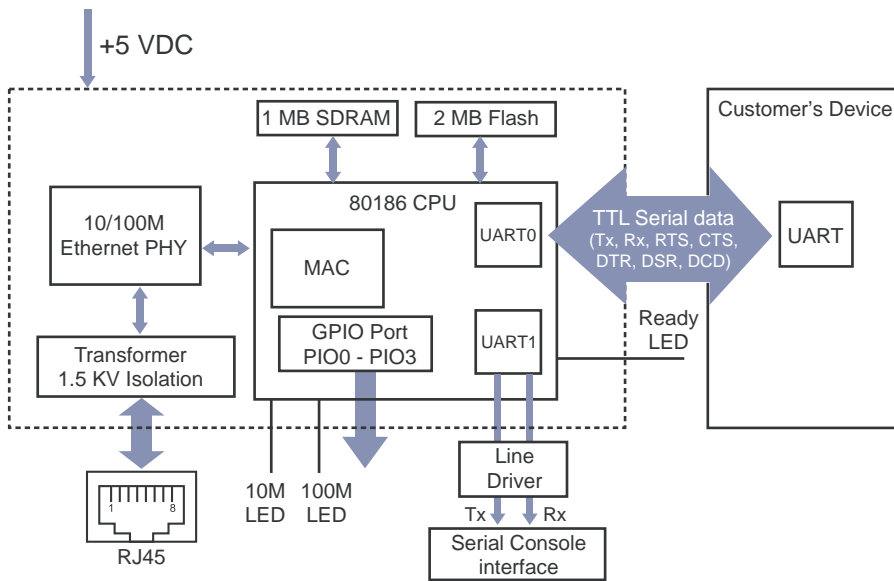 +5 VDC
1 MB SDRAM
2 MB Flash
Customer's Device
80186 CPU
10/100M
Ethernet PHY
MAC
UART0
TTL Serial data
(Tx, Rx, RTS, CTS,
DTR, DSR, DCD)
UART
GPIO Port
PIO0 - PIO3
UART1
Ready
LED
Transformer
1.5 KV Isolation
Line
Driver
10M
LED
100M
LED
1
8
RJ45
Tx
Rx
Serial Console
interface